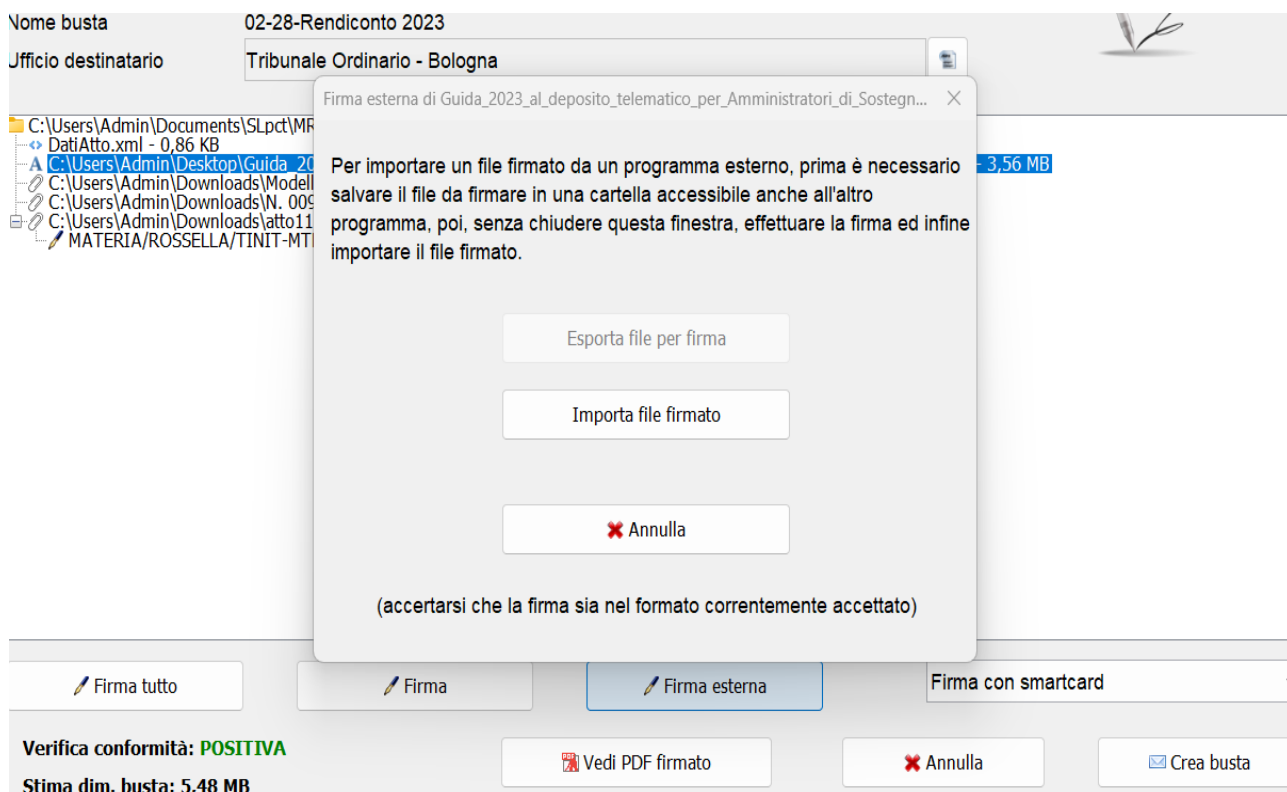 Nome busta 02-28-Rendiconto 2023
Ufficio destinatario Tribunale Ordinario - Bologna
Firma esterna di Guida_2023_al_deposito_telematico_per_Amministratori_di_Sostegn...
C:\Users\Admin\Documents\SLpct\MR
DatiAtto.xml - 0,86 KB
A C:\Users\Admin\Desktop\Guida_20 - 3,56 MB
C:\Users\Admin\Downloads\Modell
C:\Users\Admin\Downloads\N. 009
C:\Users\Admin\Downloads\atto11
MATERIA/ROSSELLA/TINIT-MT
Per importare un file firmato da un programma esterno, prima è necessario
salvare il file da firmare in una cartella accessibile anche all'altro
programma, poi, senza chiudere questa finestra, effettuare la firma ed infine
importare il file firmato.
Esporta file per firma
Importa file firmato
Annulla
(accertarsi che la firma sia nel formato correntemente accettato)
Firma tutto Firma Firma esterna Firma con smartcard
Verifica conformità: POSITIVA
Vedi PDF firmato Annulla Crea busta
Stima dim. busta: 5,48 MB